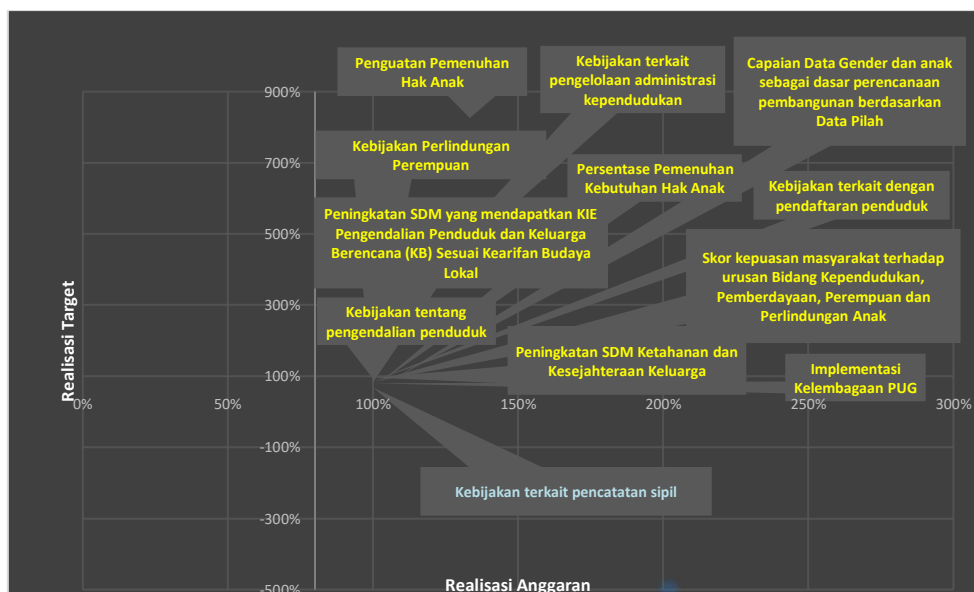 Penguatan Pemenuhan
Hak Anak
Kebijakan terkait
pengelolaan administrasi
kependudukan
Capaian Data Gender dan anak
sebagai dasar perencanaan
pembangunan berdasarkan
Data Pilah
Kebijakan Perlindungan
Perempuan
Persentase Pemenuhan
Kebutuhan Hak Anak
Kebijakan terkait dengan
pendaftaran penduduk
Peningkatan SDM yang mendapatkan KIE
Pengendalian Penduduk dan Keluarga
Berencana (KB) Sesuai Kearifan Budaya
Lokal
Skor kepuasan masyarakat terhadap
urusan Bidang Kependudukan,
Pemberdayaan, Perempuan dan
Perlindungan Anak
Kebijakan tentang
pengendalian penduduk
Peningkatan SDM Ketahanan dan
Kesejahteraan Keluarga
Implementasi
Kelembagaan PUG
Kebijakan terkait pencatatan sipil
900%
700%
500%
300%
100%
-100%
-300%
-500%
0%
50%
100%
150%
200%
250%
300%
Realisasi Target
Realisasi Anggaran